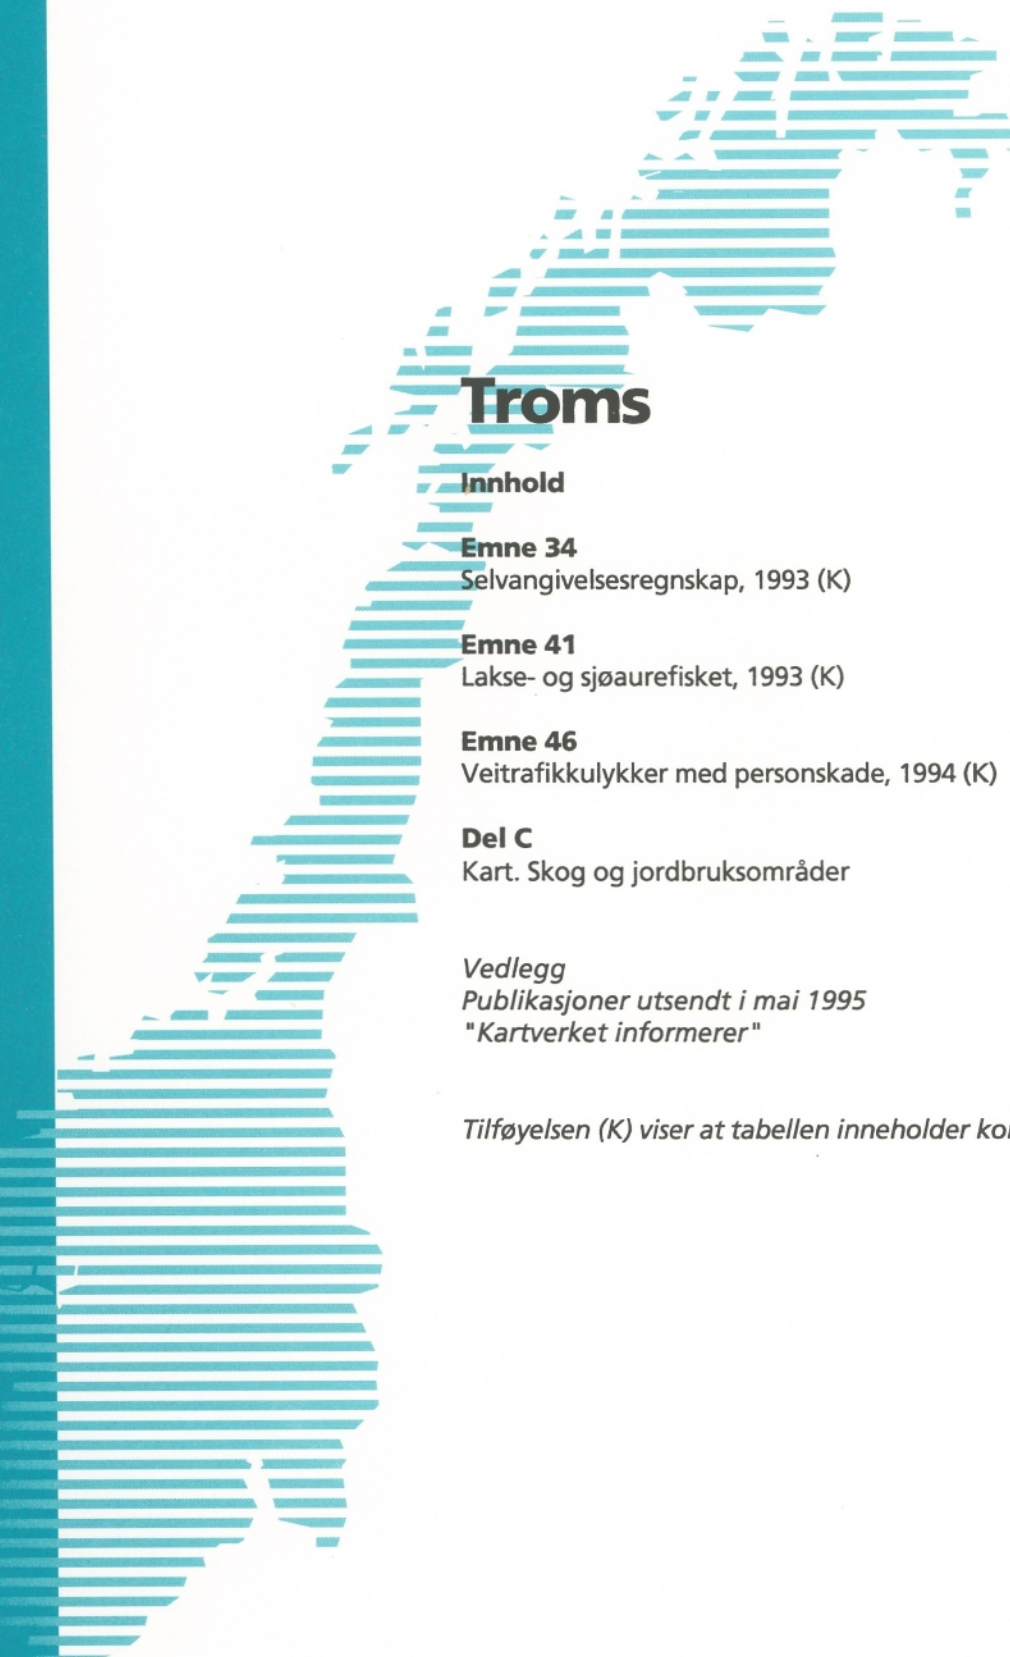 Troms
Innhold
Emne 34
Selvangivelsesregnskap, 1993 (K)
Emne 41
Lakse- og sjøaurefisket, 1993 (K)
Emne 46
Veitrafikkulykker med personskade, 1994 (K)
Del C
Kart. Skog og jordbruksområder
Vedlegg
Publikasjoner utsendt i mai 1995
"Kartverket informerer"
Tilføyelsen (K) viser at tabellen inneholder